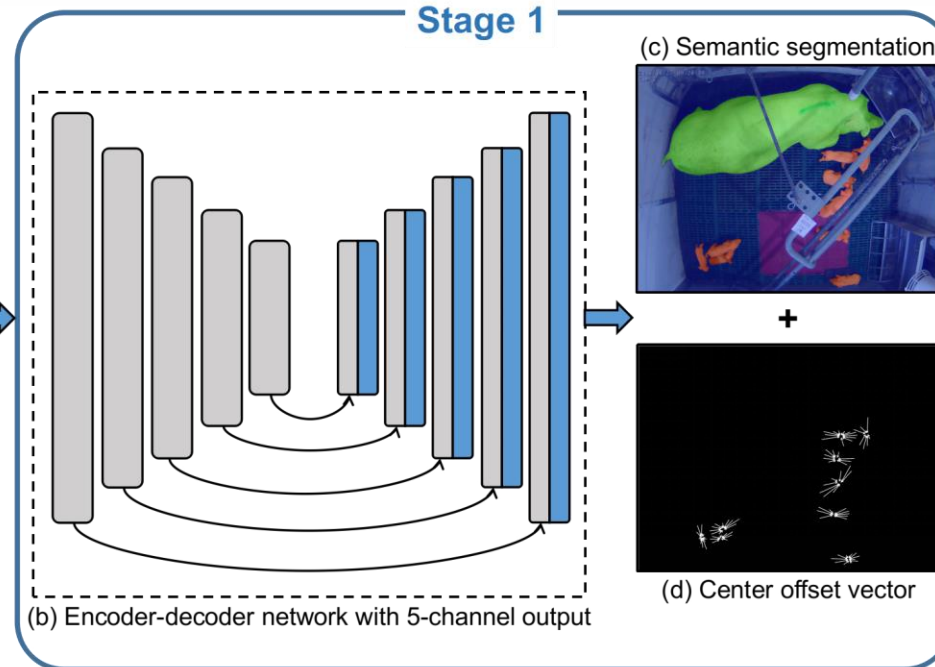 Stage 1
(c) Semantic segmentation
+
(d) Center offset vector
(b) Encoder-decoder network with 5-channel output